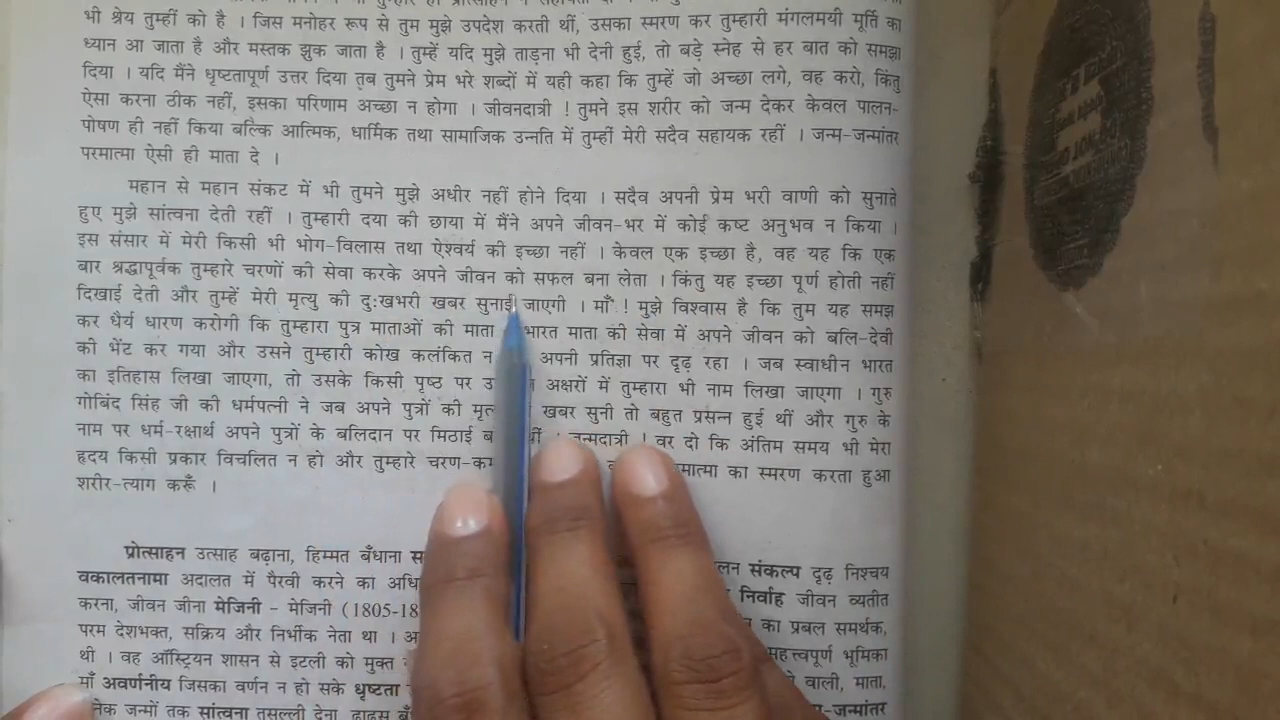 भी श्रेय तुम्हीं को है । जिस मनोहर रूप से तुम मुझे उपदेश करती थीं, उसका स्मरण कर तुम्हारी मंगलमयी मूर्ति का
ध्यान आ जाता है और मस्तक झुक जाता है । तुम्हें यदि मुझे ताड़ना भी देनी हुई, तो बड़े स्नेह से हर बात को समझा
दिया । यदि मैंने धृष्टतापूर्ण उत्तर दिया तब तुमने प्रेम भरे शब्दों में यही कहा कि तुम्हें जो अच्छा लगे, वह करो, किंतु
ऐसा करना ठीक नहीं, इसका परिणाम अच्छा न होगा । जीवनदात्री ! तुमने इस शरीर को जन्म देकर केवल पालन-
पोषण ही नहीं किया बल्कि आत्मिक, धार्मिक तथा सामाजिक उन्नति में तुम्हीं मेरी सदैव सहायक रहीं । जन्म-जन्मांतर
परमात्मा ऐसी ही माता दे ।
महान से महान संकट में भी तुमने मुझे अधीर नहीं होने दिया । सदैव अपनी प्रेम भरी वाणी को सुनाते
हुए मुझे सांत्वना देती रहीं । तुम्हारी दया की छाया में मैंने अपने जीवन-भर में कोई कष्ट अनुभव न किया ।
इस संसार में मेरी किसी भी भोग-विलास तथा ऐश्वर्य की इच्छा नहीं । केवल एक इच्छा है, वह यह कि एक
बार श्रद्धापूर्वक तुम्हारे चरणों की सेवा करके अपने जीवन को सफल बना लेता । किंतु यह इच्छा पूर्ण होती नहीं
दिखाई देती और तुम्हें मेरी मृत्यु की दुःखभरी खबर सुनाई जाएगी । माँ ! मुझे विश्वास है कि तुम यह समझ
कर धैर्य धारण करोगी कि तुम्हारा पुत्र माताओं की माता भारत माता की सेवा में अपने जीवन को बलि-देवी
की भेंट कर गया और उसने तुम्हारी कोख कलंकित न अपनी प्रतिज्ञा पर दृढ़ रहा । जब स्वाधीन भारत
का इतिहास लिखा जाएगा, तो उसके किसी पृष्ठ पर अक्षरों में तुम्हारा भी नाम लिखा जाएगा । गुरु
गोबिंद सिंह जी की धर्मपत्नी ने जब अपने पुत्रों की खबर सुनी तो बहुत प्रसन्न हुई थीं और गुरु के
नाम पर धर्म-रक्षार्थ अपने पुत्रों के बलिदान पर मिठाई जन्मदात्री ! वर दो कि अंतिम समय भी मेरा
हृदय किसी प्रकार विचलित न हो और तुम्हारे का स्मरण करता हुआ
शरीर-त्याग करूँ ।
प्रोत्साहन उत्साह बढ़ाना, हिम्मत बँधाना संकल्प दृढ़ निश्चय
वकालतनामा अदालत में पैरवी करने का निर्वाह जीवन व्यतीत
करना, जीवन जीना मेजिनी - मेजिनी का प्रबल समर्थक,
परम देशभक्त, सक्रिय और निर्भीक नेता था । महत्त्वपूर्ण भूमिका
थी । वह ऑस्ट्रियन शासन से इटली को मुक्त वाली, माता,
माँ अवर्णनीय जिसका वर्णन न हो सके धृष्टता
जन्मों तक सांत्वना तसल्ली देना, ढाढ़स